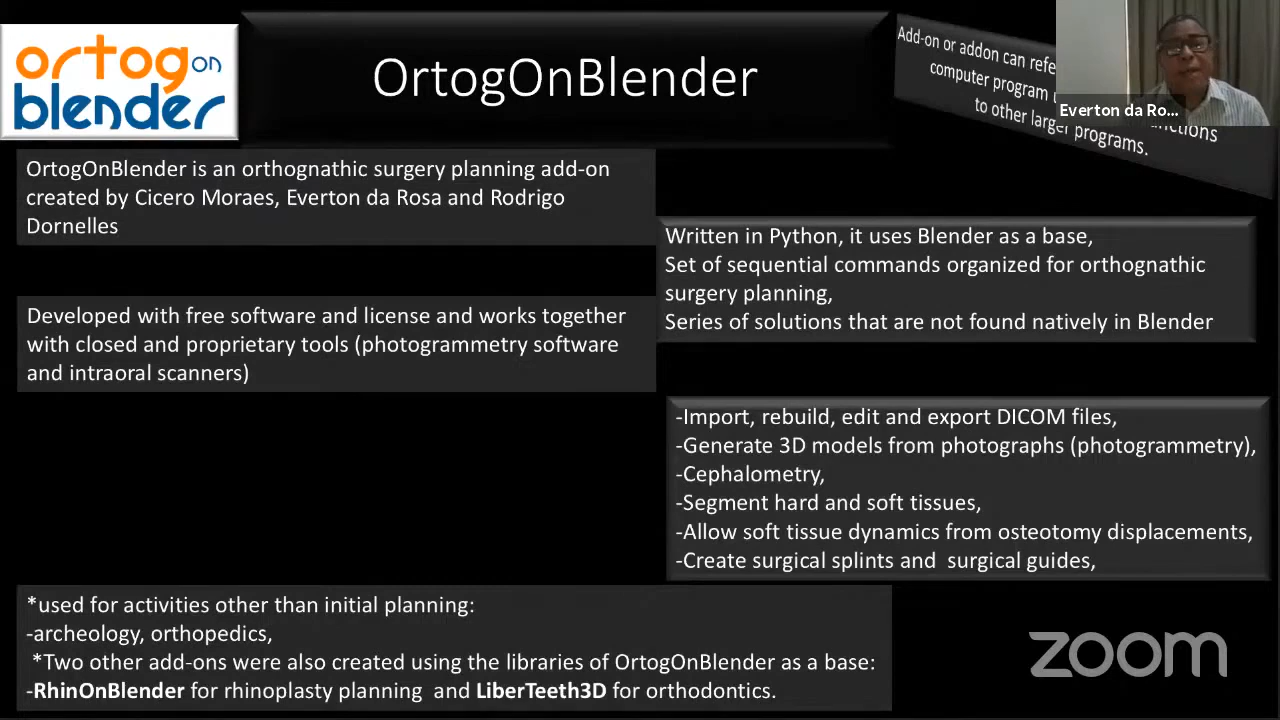 ortog on
blender
OrtogOnBlender
Add-on or addon can refe
computer program u
nctions
to other larger programs.
Everton da Ro...
OrtogOnBlender is an orthognathic surgery planning add-on
created by Cicero Moraes, Everton da Rosa and Rodrigo
Dornelles
Written in Python, it uses Blender as a base,
Set of sequential commands organized for orthognathic
surgery planning,
Series of solutions that are not found natively in Blender
Developed with free software and license and works together
with closed and proprietary tools (photogrammetry software
and intraoral scanners)
-Import, rebuild, edit and export DICOM files,
-Generate 3D models from photographs (photogrammetry),
-Cephalometry,
-Segment hard and soft tissues,
-Allow soft tissue dynamics from osteotomy displacements,
-Create surgical splints and  surgical guides,
*used for activities other than initial planning:
-archeology, orthopedics,
*Two other add-ons were also created using the libraries of OrtogOnBlender as a base:
-RhinOnBlender for rhinoplasty planning  and LiberTeeth3D for orthodontics.
zoom